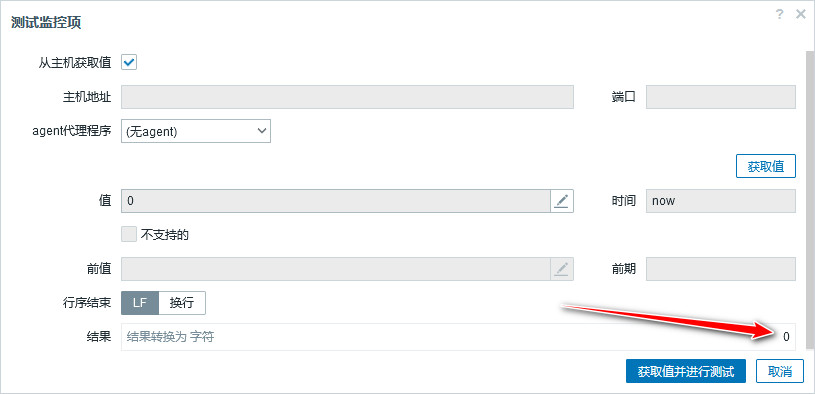 测试监控项
? ×
从主机获取值
主机地址 端口
agent代理程序 (无agent)
获取值
值 0 时间 now
不支持的
前值 前期
行序结束 LF 换行
结果 结果转换为 字符 0
获取值并进行测试 取消